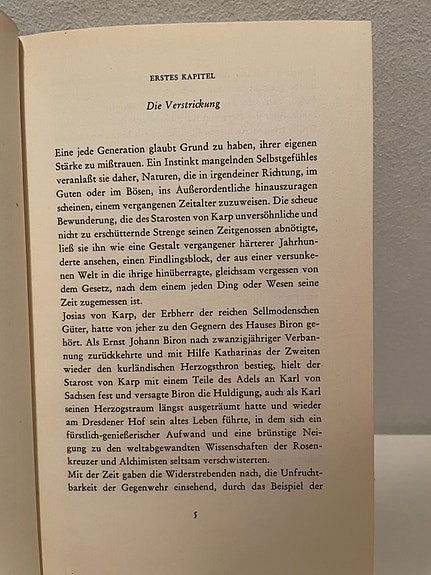 ERSTES KAPITEL
Die Verstrickung
Eine jede Generation glaubt Grund zu haben, ihrer eigenen
Stärke zu mißtrauen. Ein Instinkt mangelnden Selbstgefühles
veranlaßt sie daher, Naturen, die in irgendeiner Richtung, im
Guten oder im Bösen, ins Außerordentliche hinauszuragen
scheinen, einem vergangenen Zeitalter zuzuweisen. Die scheue
Bewunderung, die des Starosten von Karp unversöhnliche und
nicht zu erschütternde Strenge seinen Zeitgenossen abnötigte,
ließ sie ihn wie eine Gestalt vergangener härterer Jahrhun-
derte ansehen, einen Findlingsblock, der aus einer versunke-
nen Welt in die ihrige hinüberragte, gleichsam vergessen von
dem Gesetz, nach dem einem jeden Ding oder Wesen seine
Zeit zugemessen ist.
Josias von Karp, der Erbherr der reichen Sellmodenschen
Güter, hatte von jeher zu den Gegnern des Hauses Biron ge-
hört. Als Ernst Johann Biron nach zwanzigjähriger Verban-
nung zurückkehrte und mit Hilfe Katharinas der Zweiten
wieder den kurländischen Herzogsthron bestieg, hielt der
Starost von Karp mit einem Teile des Adels an Karl von
Sachsen fest und versagte Biron die Huldigung, auch als Karl
seinen Herzogstraum längst ausgeträumt hatte und wieder
am Dresdener Hof sein altes Leben führte, in dem sich ein
fürstlich-genießerischer Aufwand und eine brünstige Nei-
gung zu den weltabgewandten Wissenschaften der Rosen-
kreuzer und Alchimisten seltsam verschwisterten.
Mit der Zeit gaben die Widerstrebenden nach, die Unfrucht-
barkeit der Gegenwehr einsehend, durch das Beispiel der
5